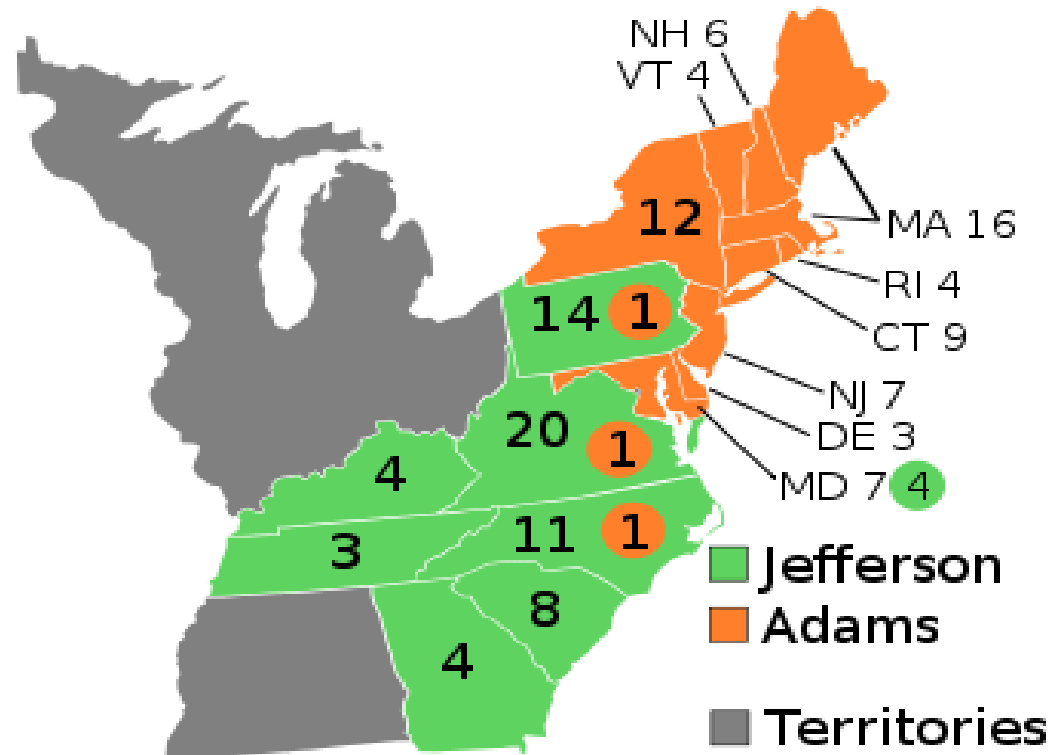 NH 6
VT 4
12
MA 16
RI 4
14 1
CT 9
NJ 7
20 1
DE 3
4
MD 7 4
11 1
3
Jefferson
8
Adams
4
Territories